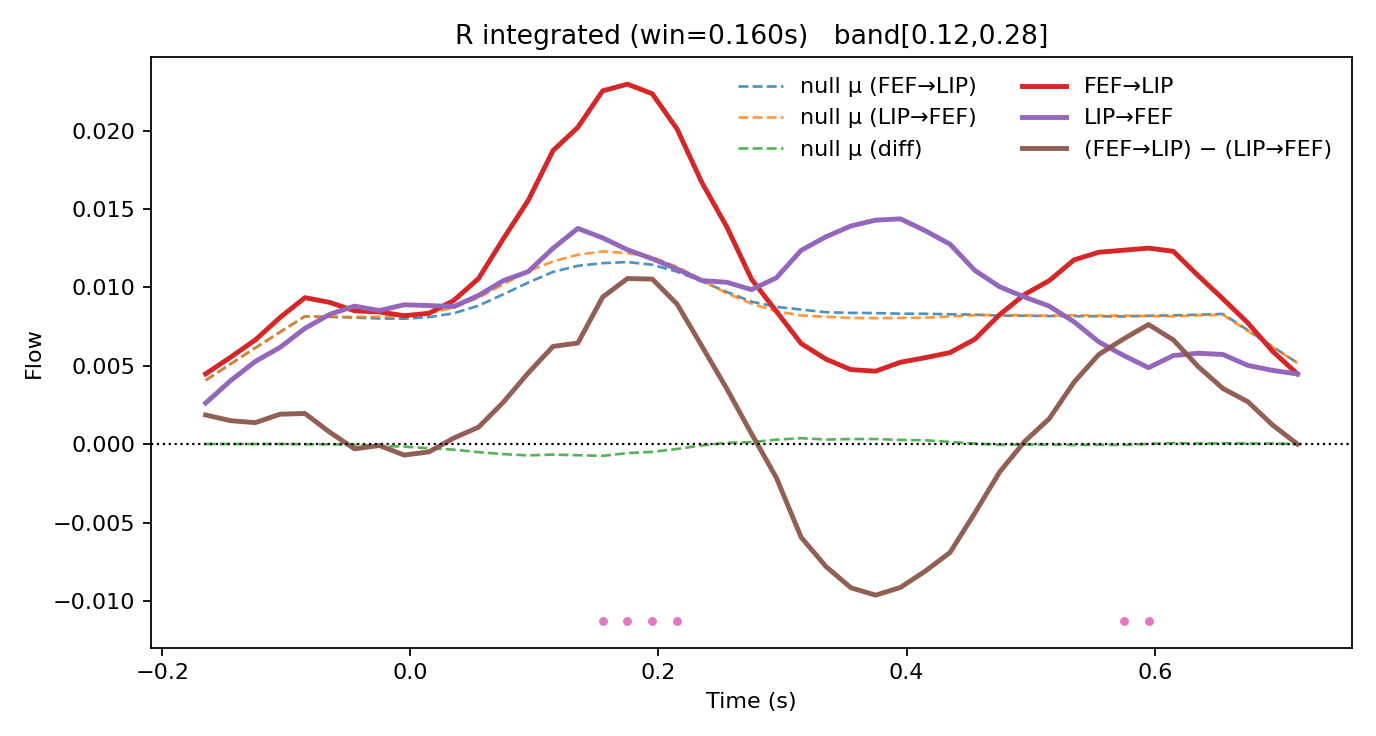 R integrated (win=0.160s)   band[0.12,0.28]
null μ (FEF→LIP)
null μ (LIP→FEF)
null μ (diff)
FEF→LIP
LIP→FEF
(FEF→LIP) − (LIP→FEF)
Flow
0.020
0.015
0.010
0.005
0.000
−0.005
−0.010
−0.2
0.0
0.2
0.4
0.6
Time (s)